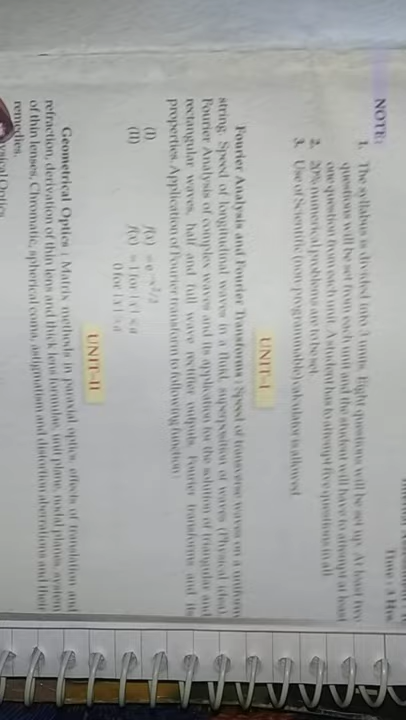 Time : 3 Hrs.
NOTE:
1. The syllabus is divided into 3 units. Eight questions will be set up. At least two
questions will be set from each unit and the student will have to attempt at least
one question from each unit. A student has to attempt five questions in all.
2. 20% numerical problems are to be set.
3. Use of Scientific (non-programmable) calculator is allowed.
UNIT-I
Fourier Analysis and Fourier Transforms : Speed of transverse waves on a uniform
string. Speed of longitudinal waves in a fluid, superposition of waves (Physical idea),
Fourier Analysis of complex waves and its application for the solution of triangular and
rectangular waves, half and full wave rectifier outputs. Fourier transforms and its
properties. Application of Fourier transform to following function :
(I) f(x) = e^-x²/2
(II) f(x) = 1 for |x| < a
0 for |x| > a
UNIT-II
Geometrical Optics : Matrix methods in paraxial optics, effects of translation and
refraction, derivation of thin lens and thick lens formulae, unit plane, nodal planes, system
of thin lenses, Chromatic, spherical coma, astigmatism and distortion aberrations and their
remedies.
ysical Optics